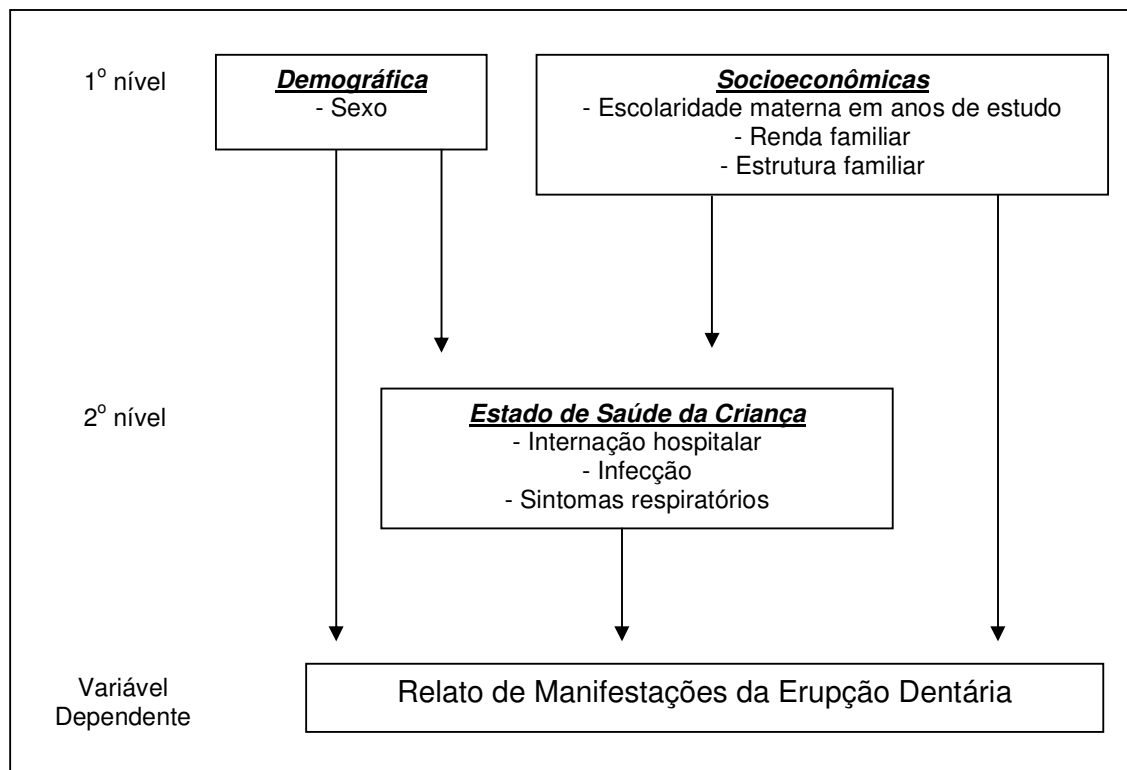 1º nível
Demográfica
- Sexo
Socioeconômicas
- Escolaridade materna em anos de estudo
- Renda familiar
- Estrutura familiar
2º nível
Estado de Saúde da Criança
- Internação hospitalar
- Infecção
- Sintomas respiratórios
Variável
Dependente
Relato de Manifestações da Erupção Dentária